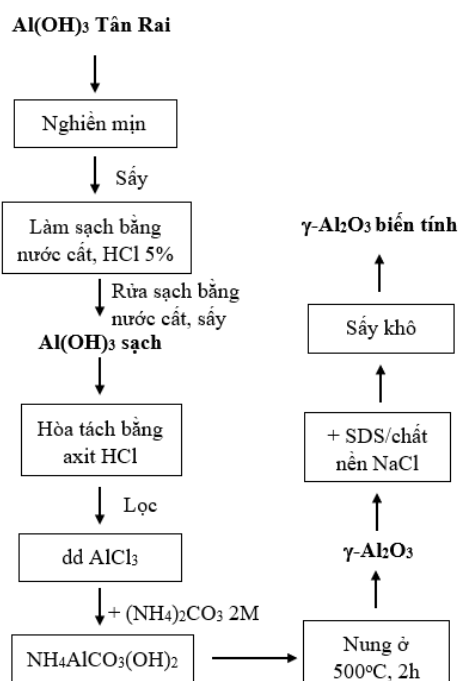 Al(OH)₃ Tân Rai
Nghiền mịn
Sấy
Làm sạch bằng
nước cất, HCl 5%
Rửa sạch bằng
nước cất, sấy
Al(OH)₃ sạch
Hòa tách bằng
axit HCl
Lọc
dd AlCl₃
+ (NH₄)₂CO₃ 2M
NH₄AlCO₃(OH)₂
Nung ở
500°C, 2h
γ-Al₂O₃
+ SDS/chất
nền NaCl
Sấy khô
γ-Al₂O₃ biến tính